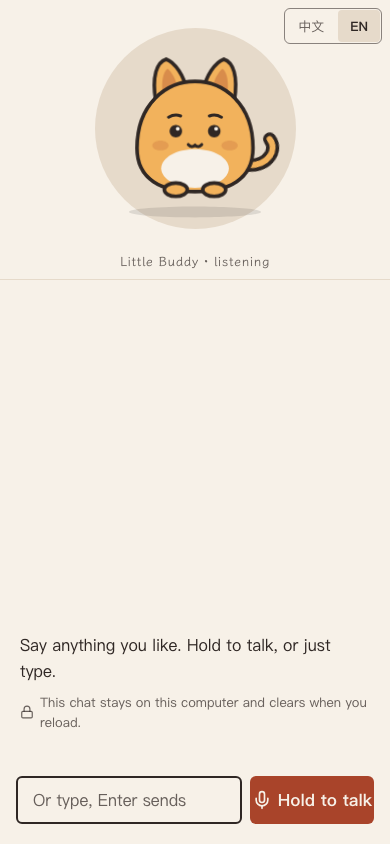 中文 EN
Little Buddy • listening
Say anything you like. Hold to talk, or just
type.
This chat stays on this computer and clears when you
reload.
Or type, Enter sends
Hold to talk